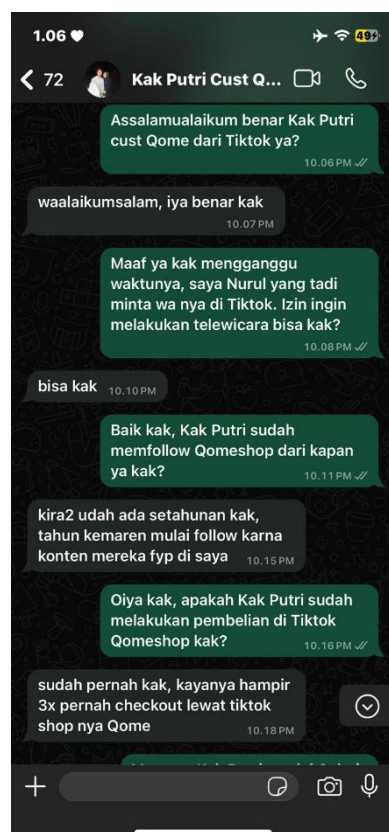 1.06
49
72 Kak Putri Cust Q...
Assalamualaikum benar Kak Putri
cust Qome dari Tiktok ya?
10.06 PM
waalaikumsalam, iya benar kak
10.07 PM
Maaf ya kak mengganggu
waktunya, saya Nurul yang tadi
minta wa nya di Tiktok. Izin ingin
melakukan telewicara bisa kak?
10.08 PM
bisa kak 10.10 PM
Baik kak, Kak Putri sudah
memfollow Qomeshop dari kapan
ya kak? 10.11 PM
kira2 udah ada setahunan kak,
tahun kemaren mulai follow karna
konten mereka fyp di saya 10.15 PM
Oiya kak, apakah Kak Putri sudah
melakukan pembelian di Tiktok
Qomeshop kak? 10.16 PM
sudah pernah kak, kayanya hampir
3x pernah checkout lewat tiktok
shop nya Qome 10.18 PM